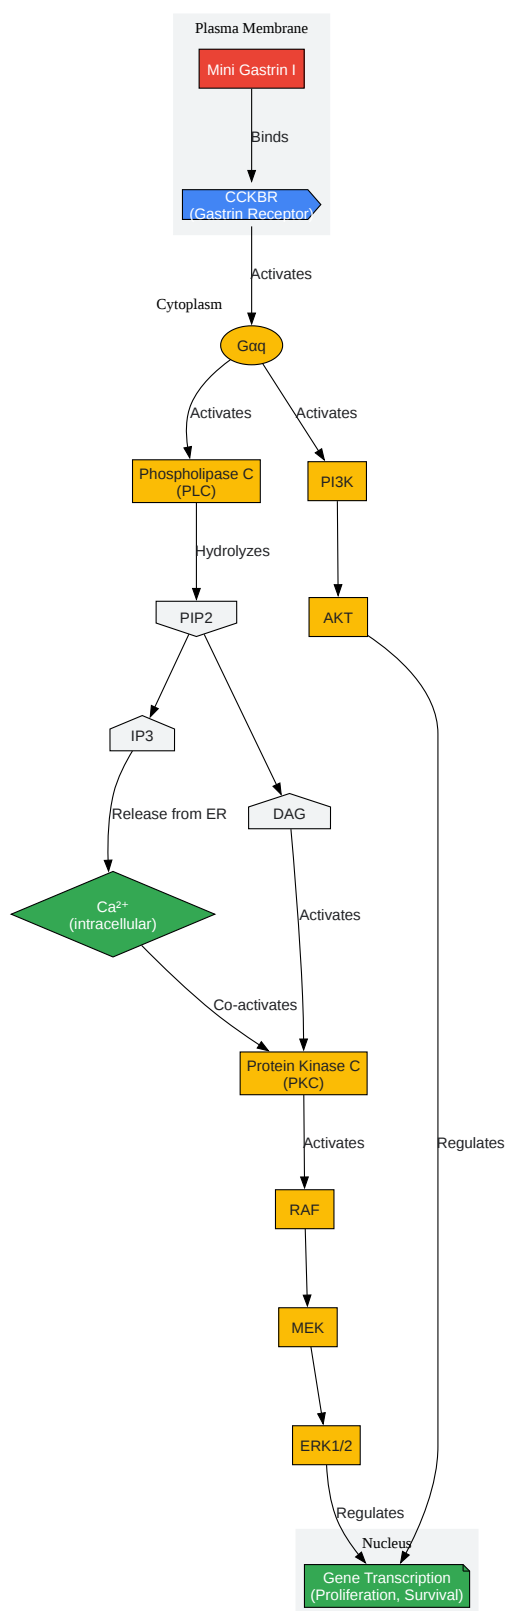 Plasma Membrane
Mini Gastrin I
Binds
CCKBR
(Gastrin Receptor)
Activates
Cytoplasm
Gαq
Activates
Activates
Phospholipase C
(PLC)
PI3K
Hydrolyzes
PIP2
AKT
IP3
Release from ER
DAG
Ca²⁺
(intracellular)
Activates
Co-activates
Protein Kinase C
(PKC)
Activates
Regulates
RAF
MEK
ERK1/2
Regulates
Nucleus
Gene Transcription
(Proliferation, Survival)